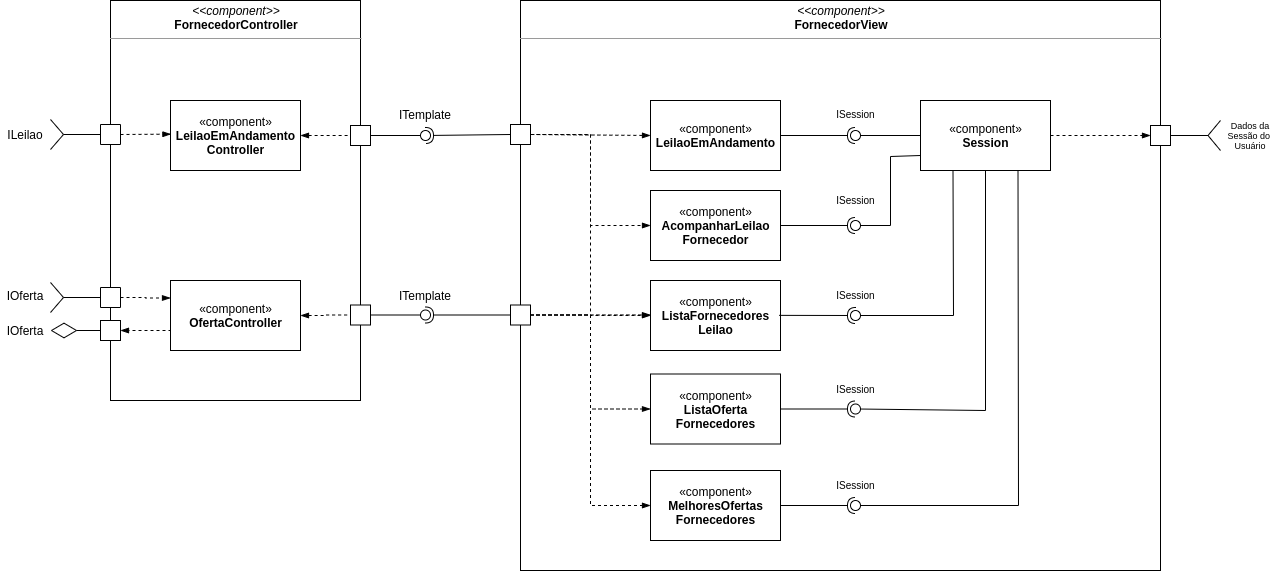 <<component>>
FornecedorController
<<component>>
FornecedorView
ILeilao
«component»
LeilaoEmAndamento
Controller
ITemplate
«component»
LeilaoEmAndamento
ISession
«component»
Session
Dados da
Sessão do
Usuário
«component»
AcompanharLeilao
Fornecedor
ISession
IOferta
IOferta
«component»
OfertaController
ITemplate
«component»
ListaFornecedores
Leilao
ISession
«component»
ListaOferta
Fornecedores
ISession
«component»
MelhoresOfertas
Fornecedores
ISession